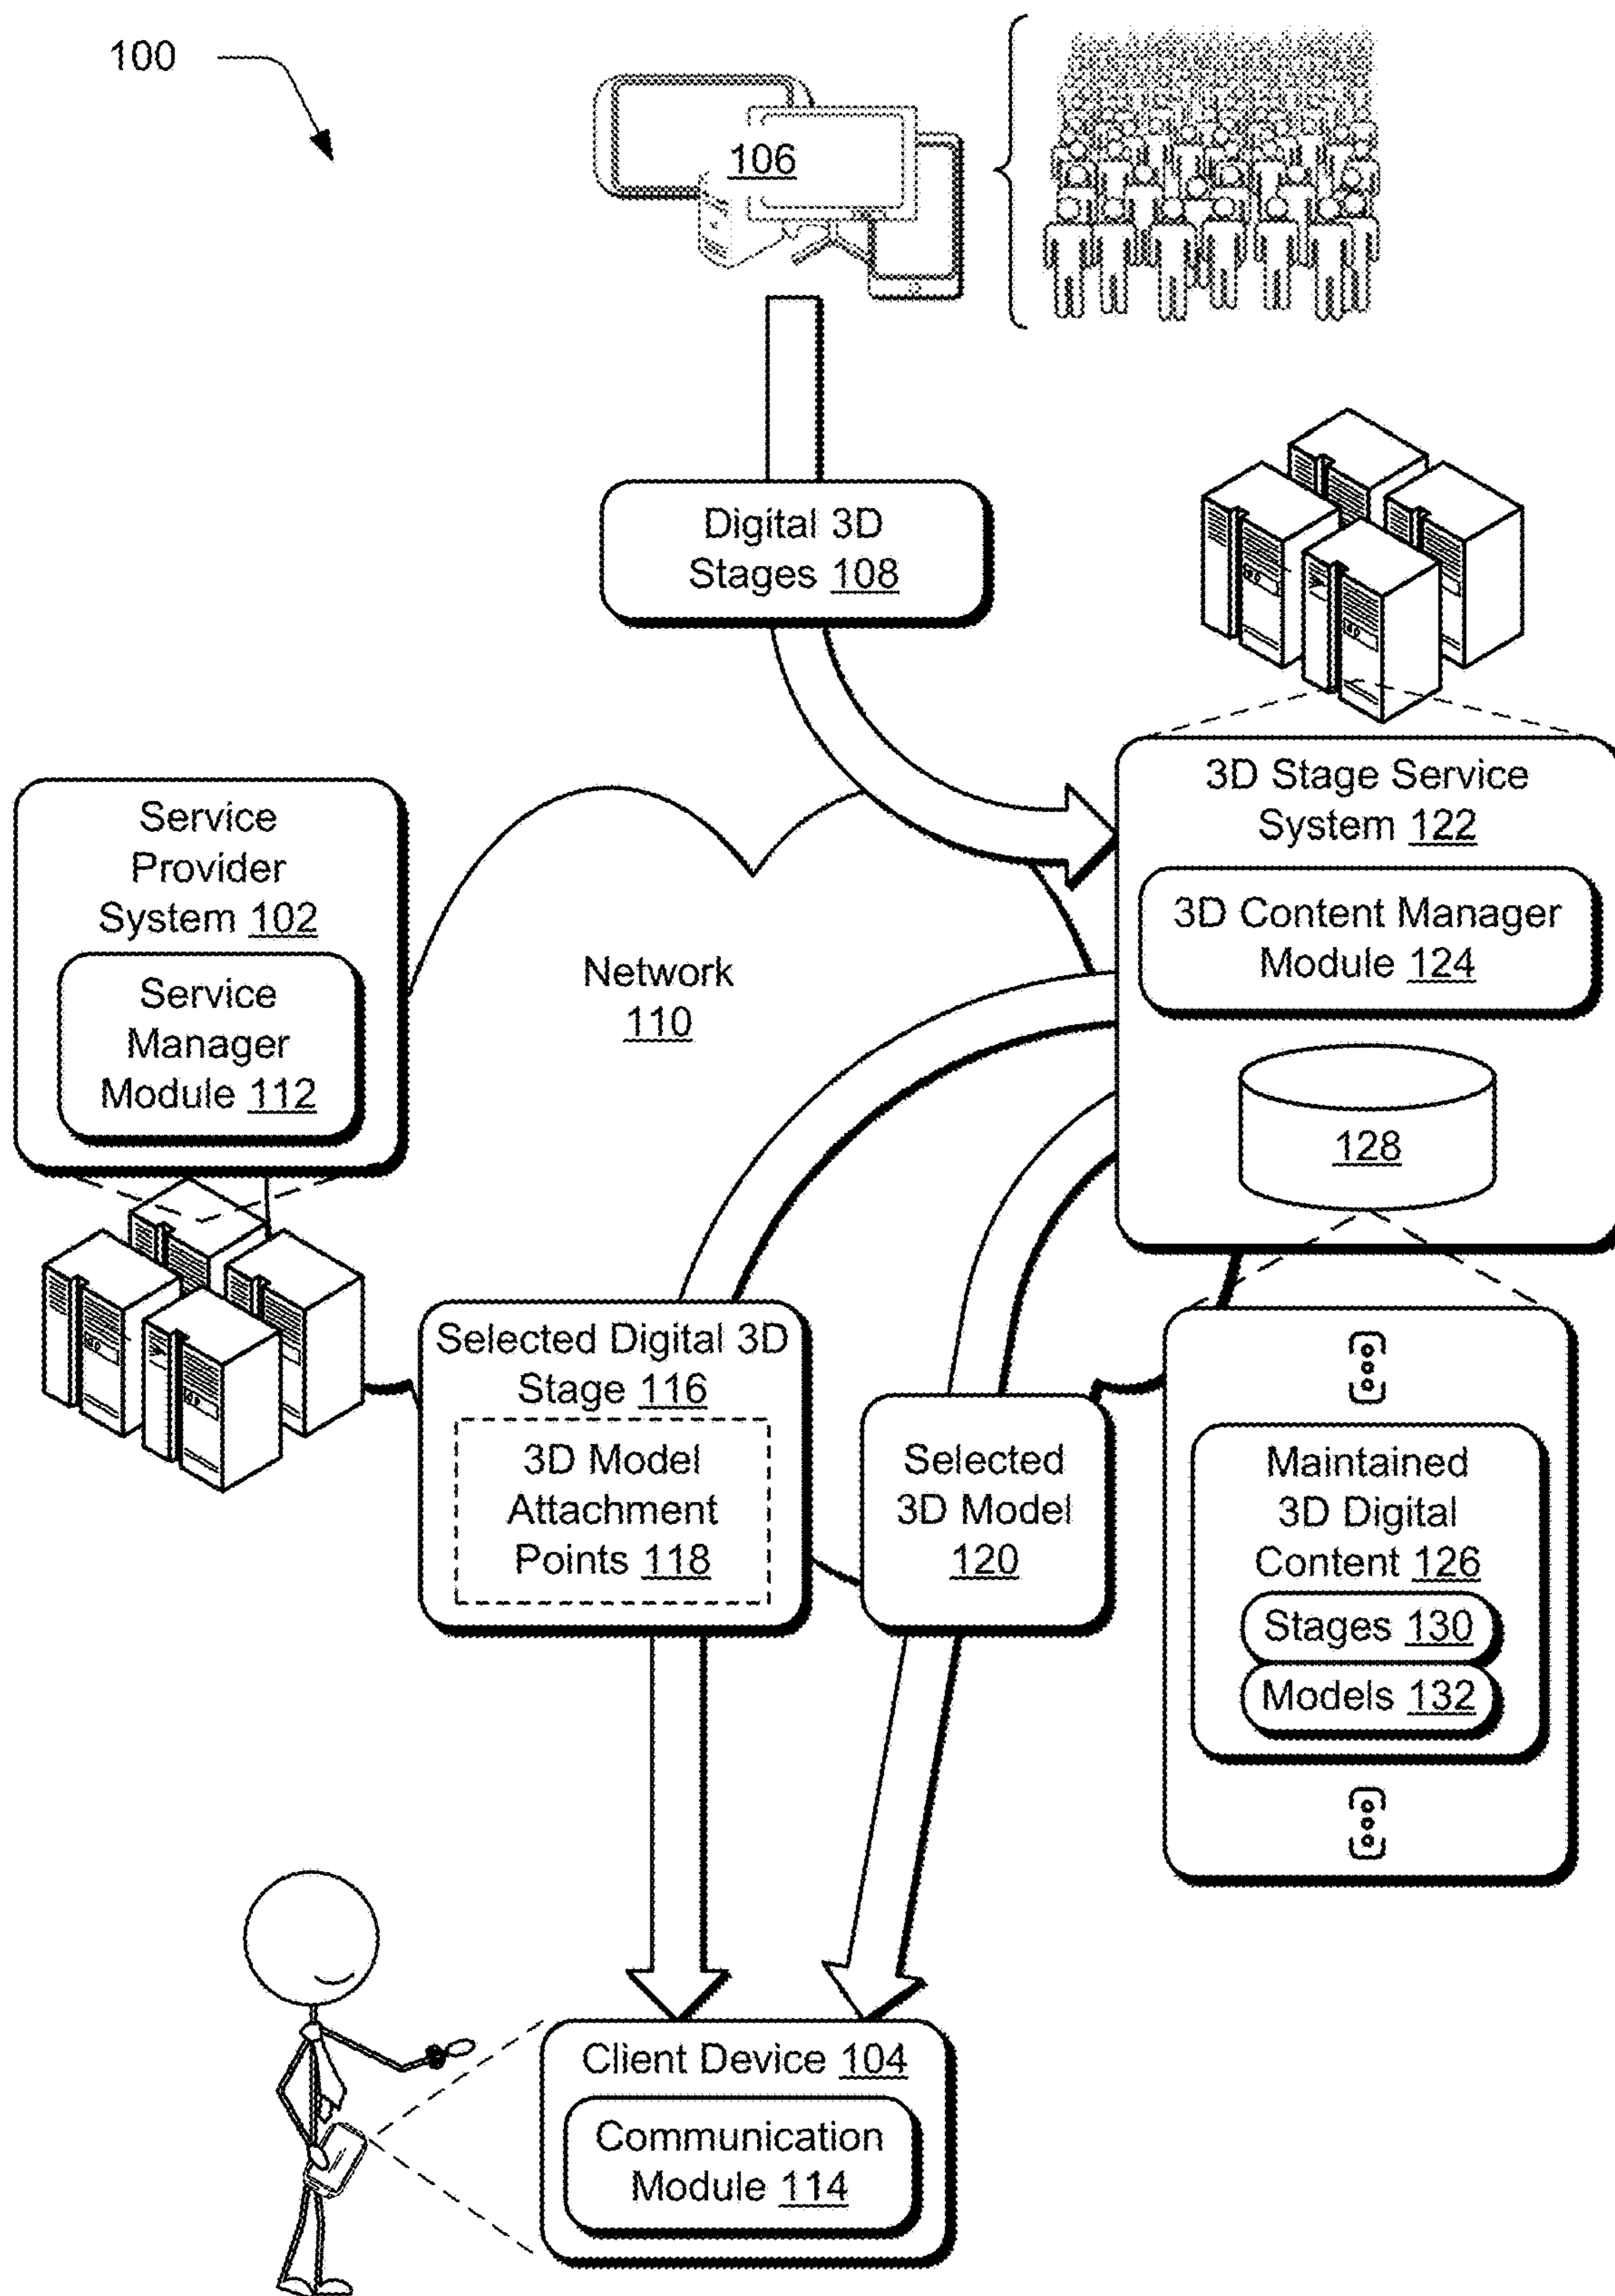 100
106
Digital 3D
Stages 108
3D Stage Service
System 122
3D Content Manager
Module 124
128
Service
Provider
System 102
Service
Manager
Module 112
Network
110
Selected Digital 3D
Stage 116
3D Model
Attachment
Points 118
Selected
3D Model
120
Maintained
3D Digital
Content 126
Stages 130
Models 132
Client Device 104
Communication
Module 114